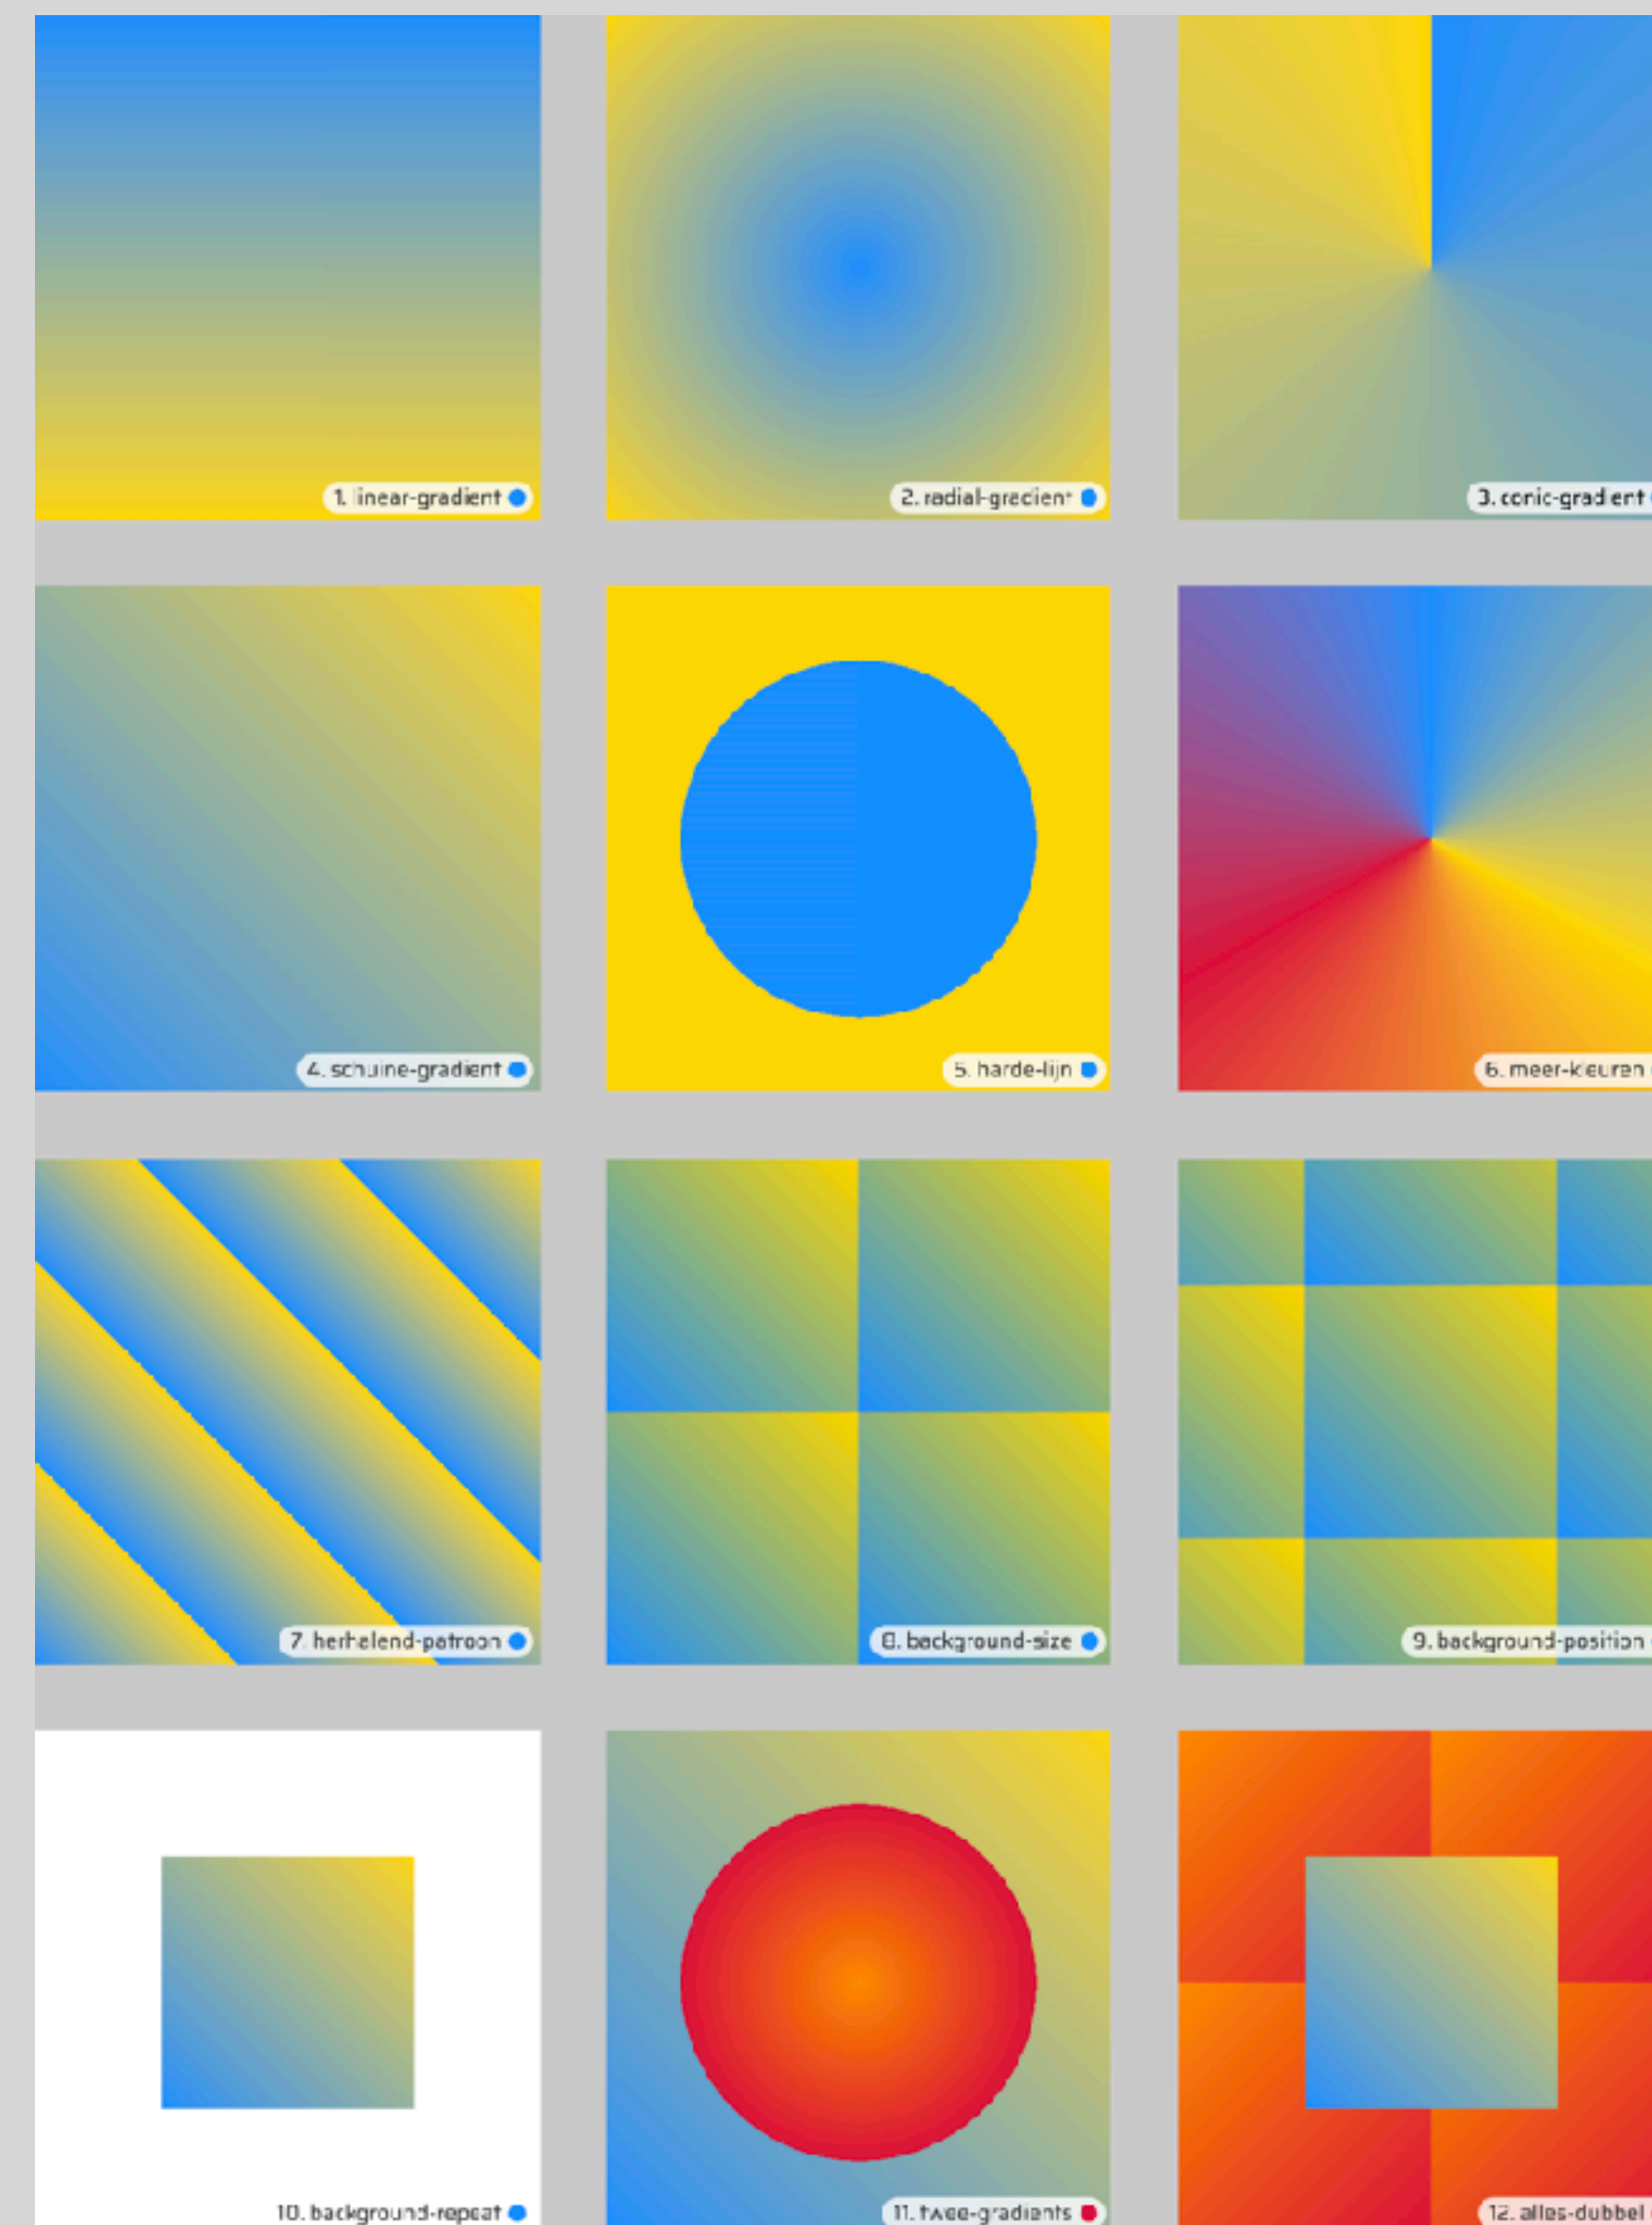 1. linear-gradient
2. radial-gradient
3. conic-gradient
4. schuine-gradient
5. harde-lijn
6. meer-kleuren
7. herhalend-patroon
8. background-size
9. background-position
10. background-repeat
11. twee-gradients
12. alles-dubbel